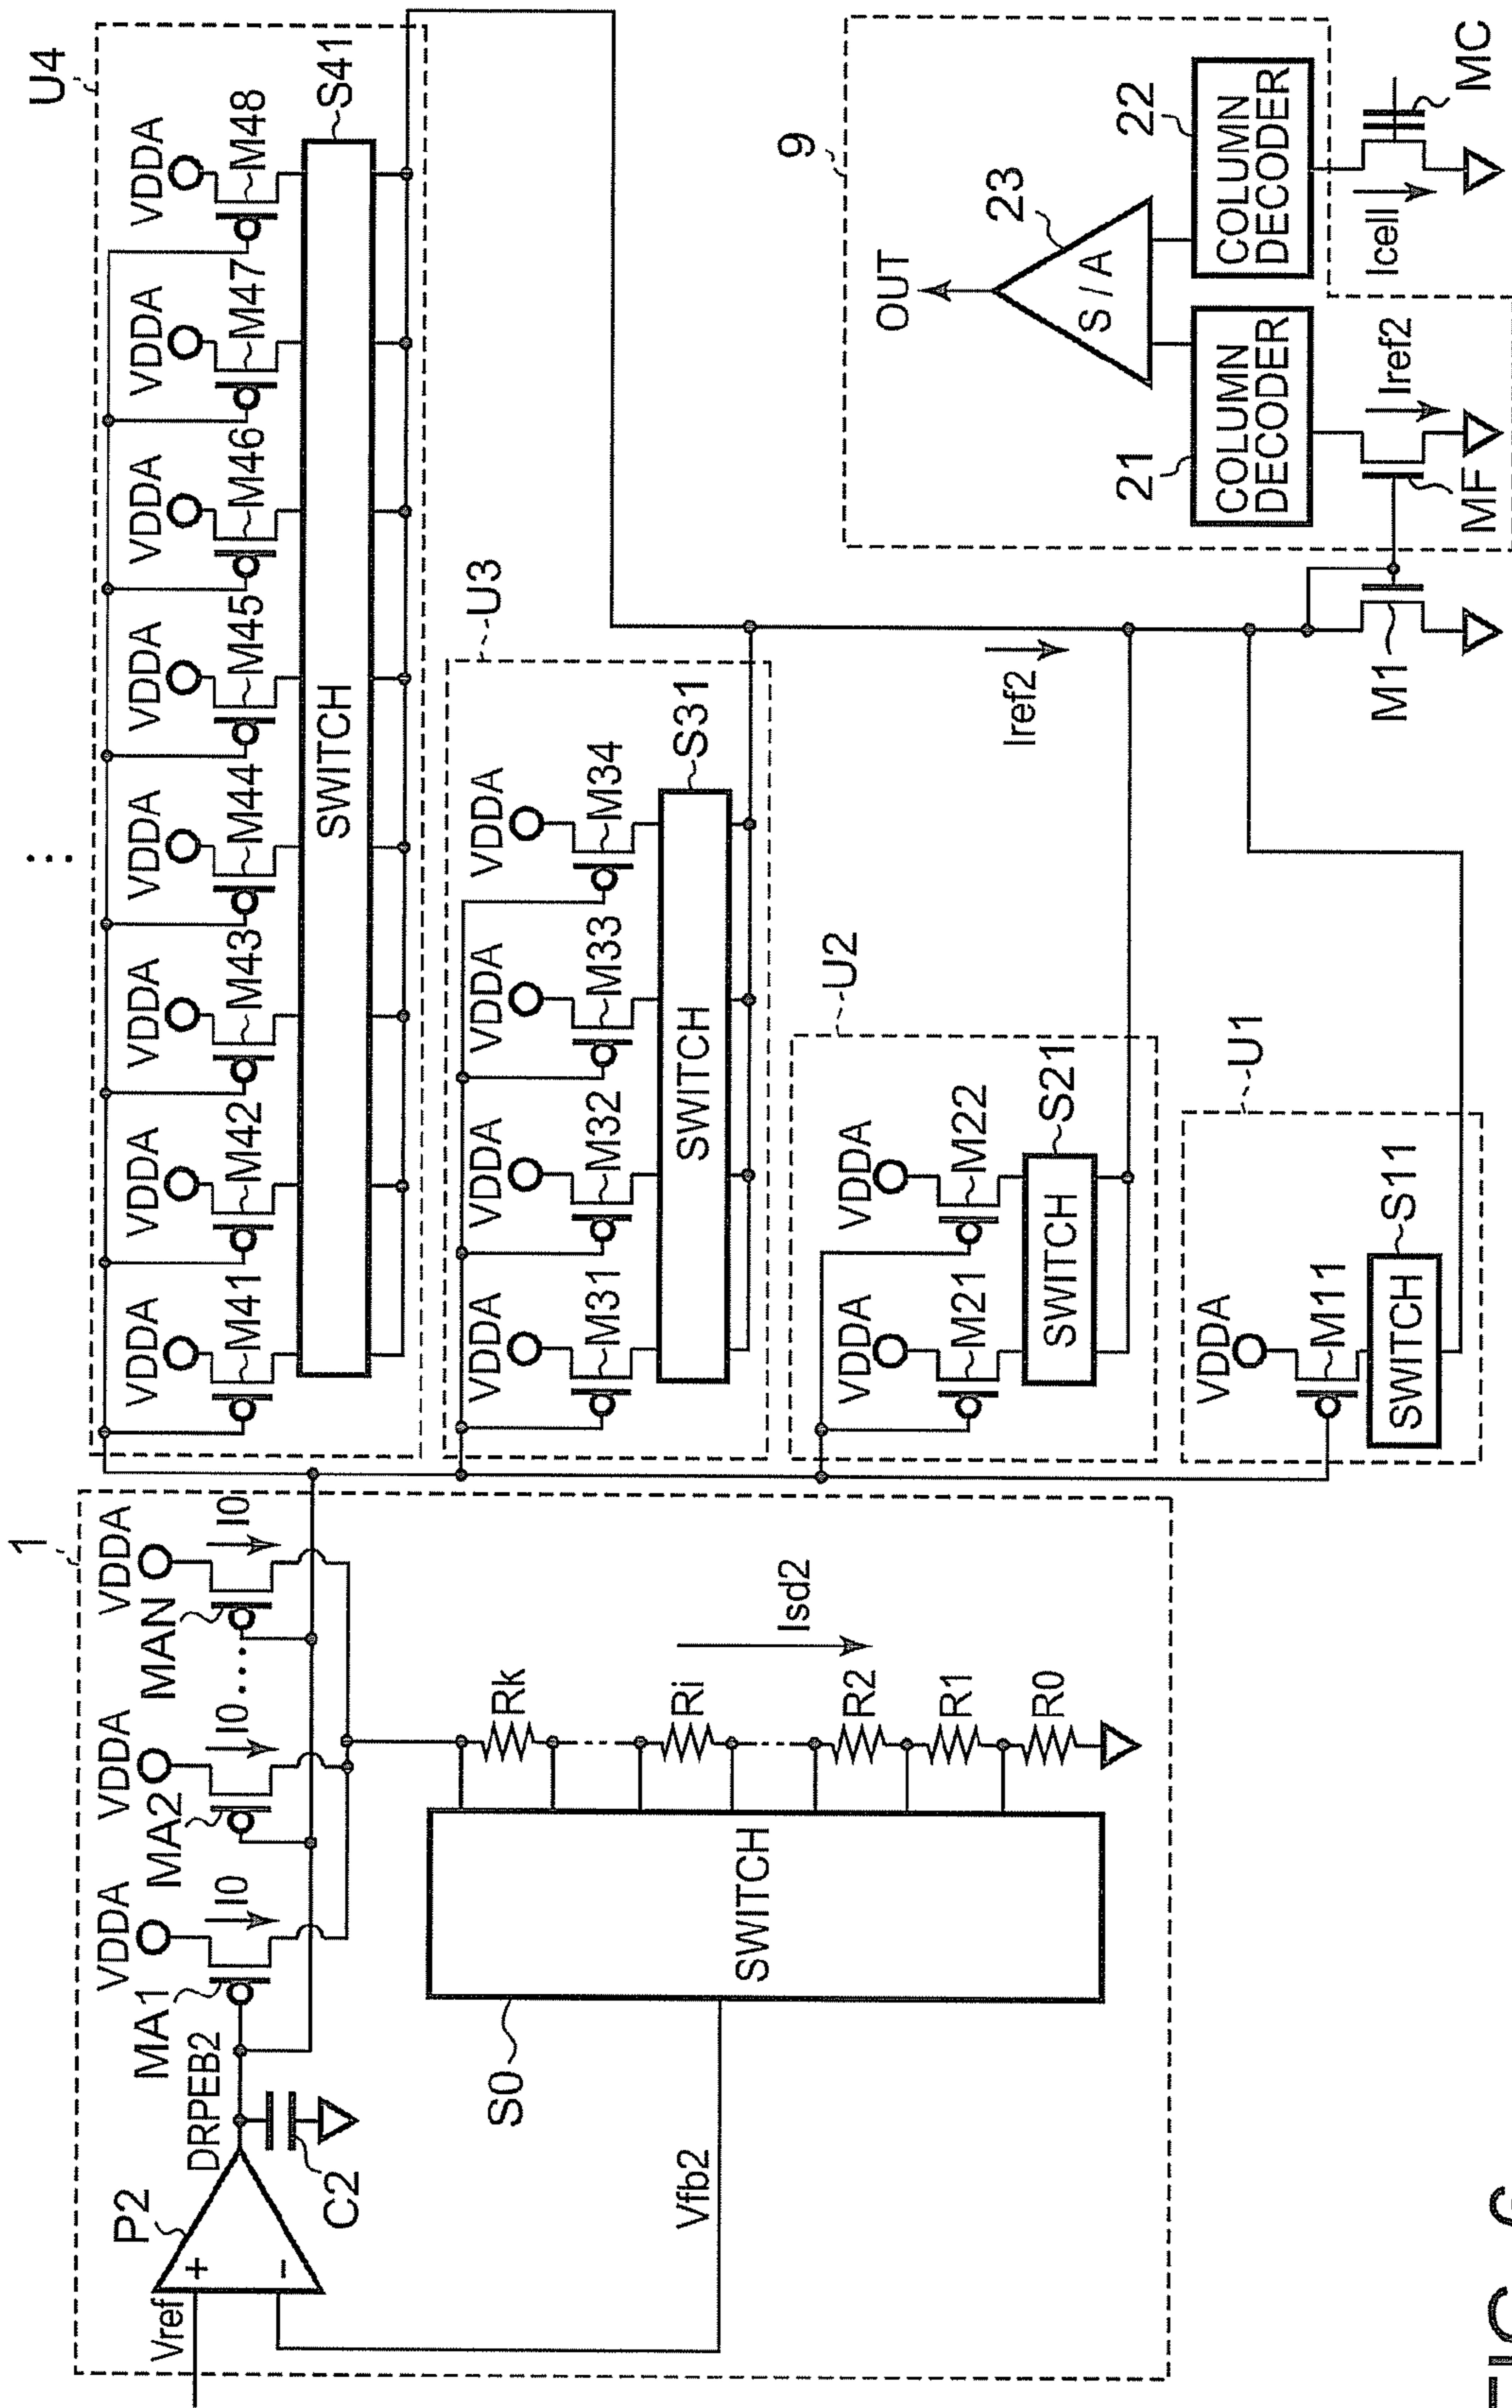 1
P2
Vref
+
-
DRPEB2
C2
Vfb2
VDDA
MA1
I0
VDDA
MA2
I0
...
VDDA
MAN
I0
S0
SWITCH
Rk
Ri
R2
R1
R0
Isd2
⋮
U4
VDDA
M41
VDDA
M42
VDDA
M43
VDDA
M44
VDDA
M45
VDDA
M46
VDDA
M47
VDDA
M48
SWITCH
S41
U3
VDDA
M31
VDDA
M32
VDDA
M33
VDDA
M34
SWITCH
S31
U2
VDDA
M21
VDDA
M22
SWITCH
S21
U1
VDDA
M11
SWITCH
S11
Iref2
M1
9
OUT
23
S / A
21
COLUMN
DECODER
22
COLUMN
DECODER
Iref2
MF
Icell
MC